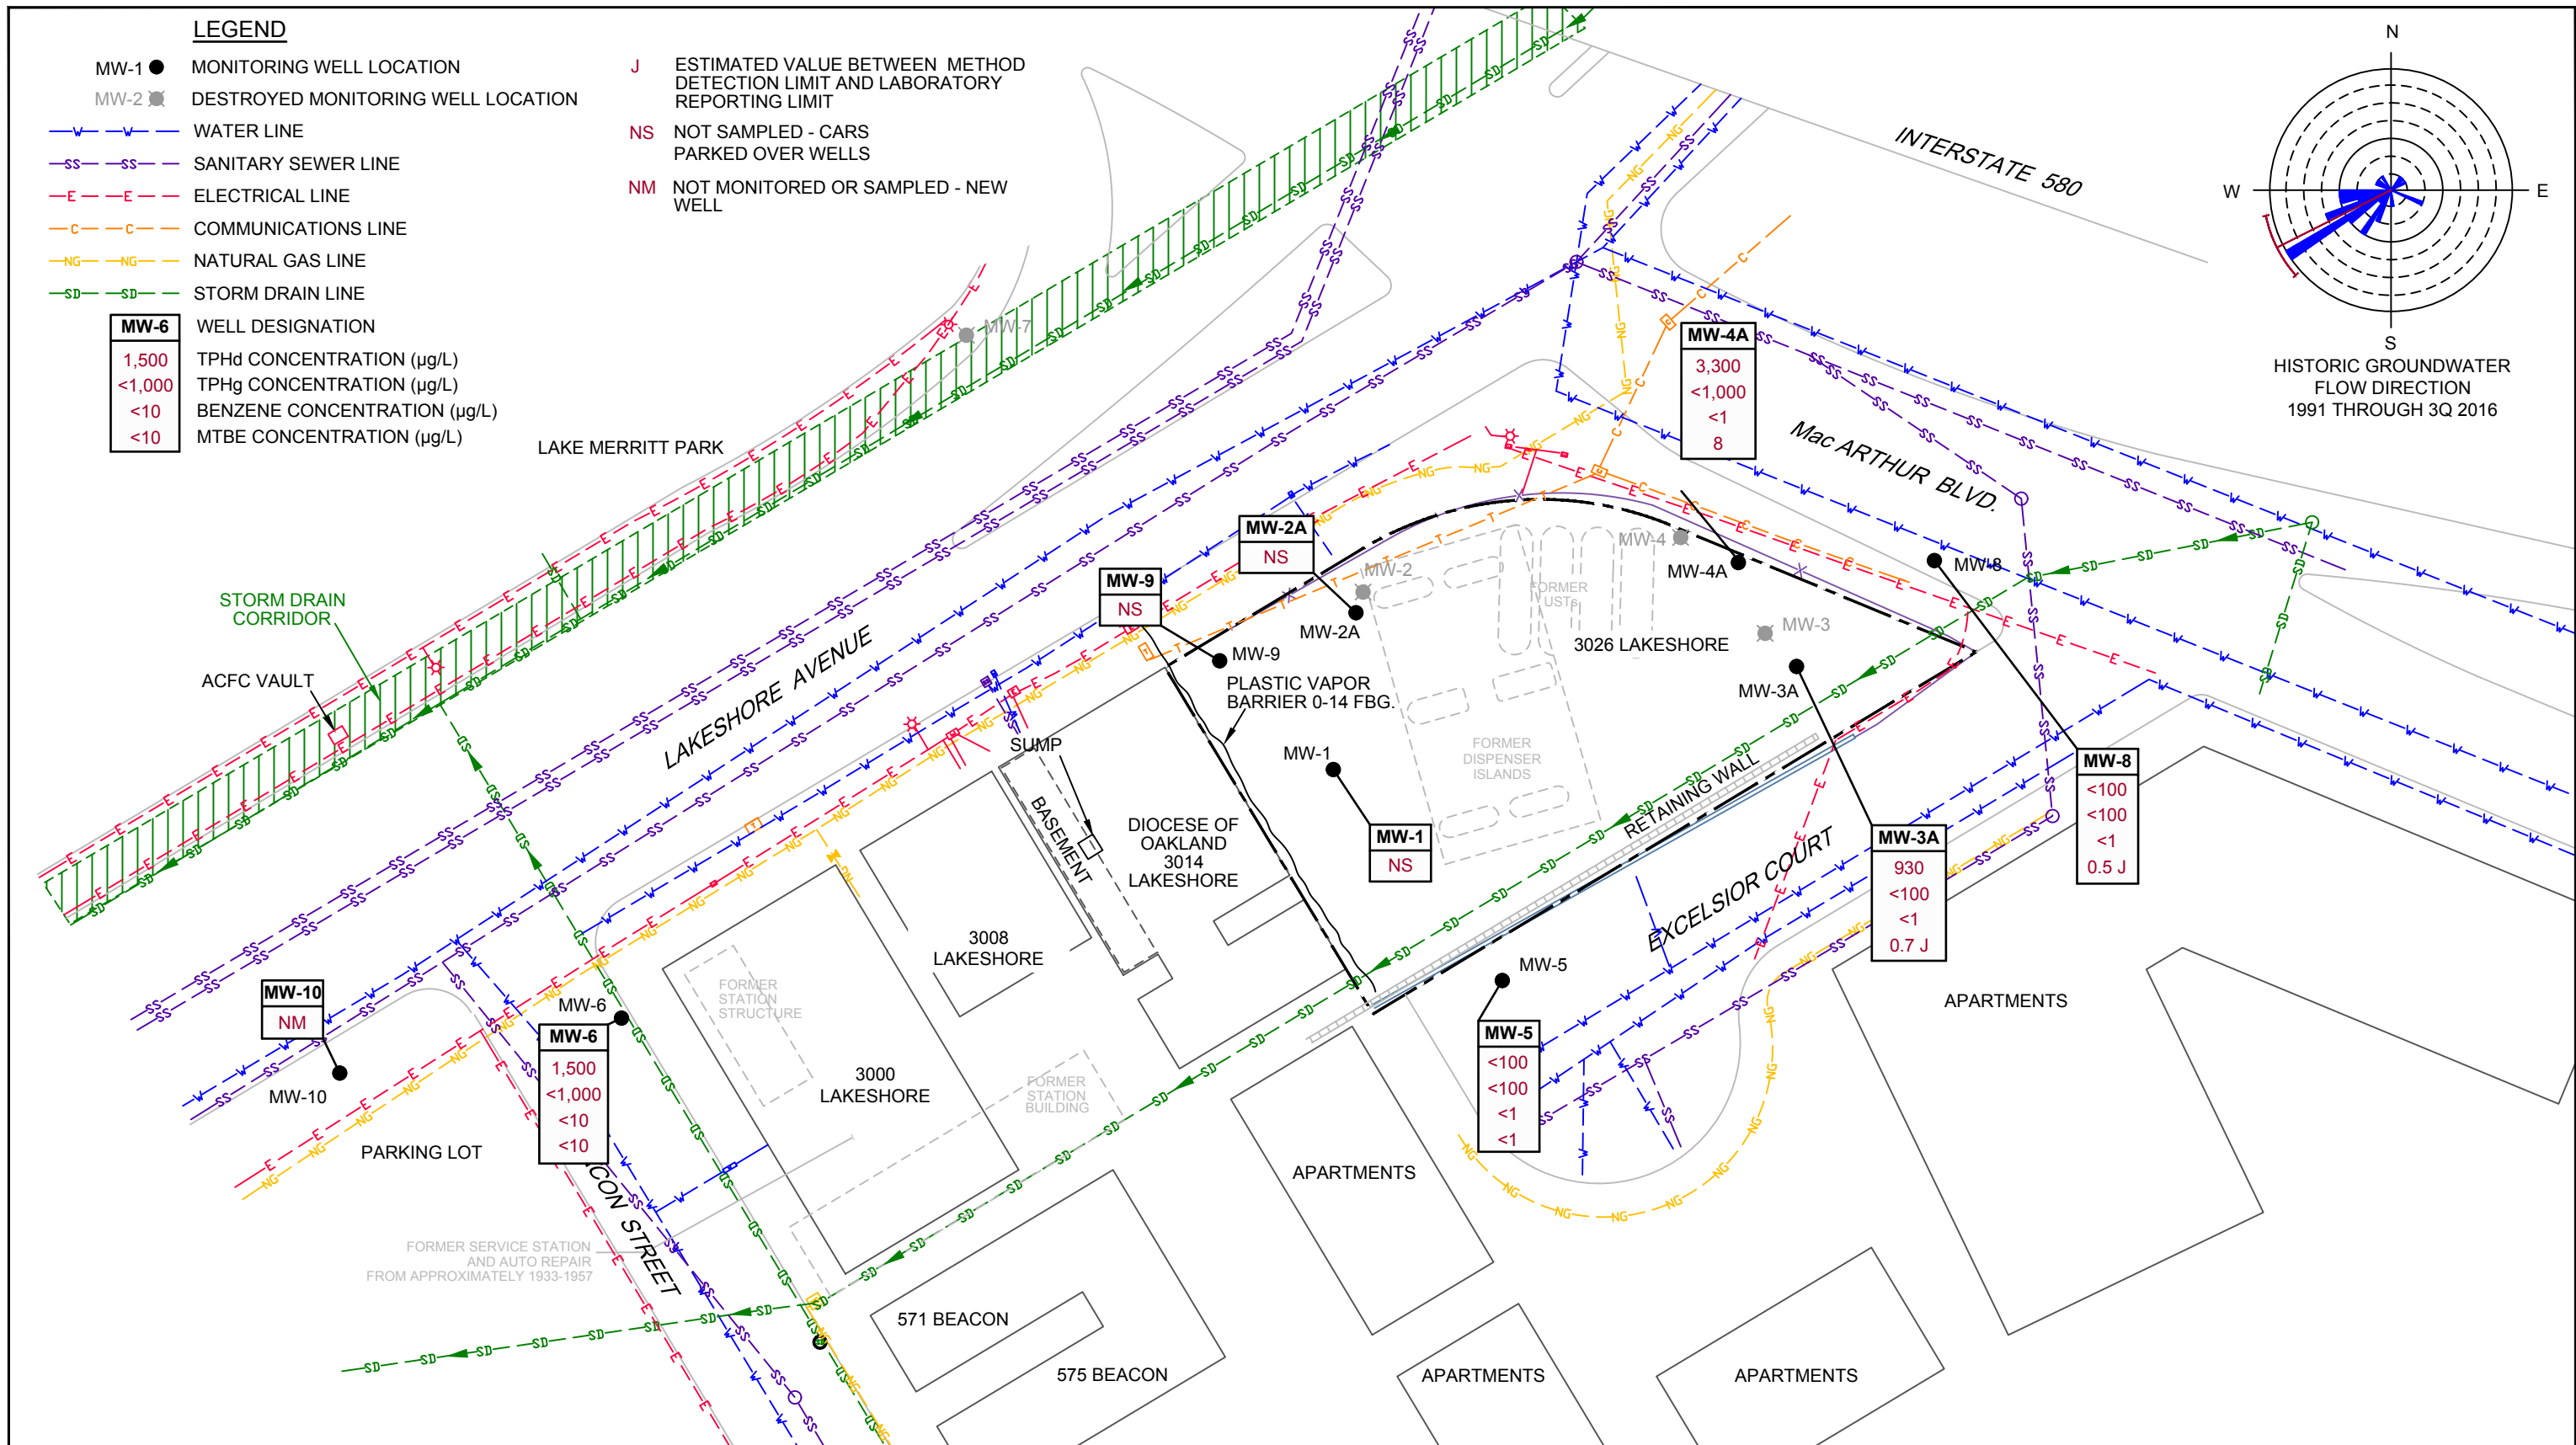 LEGEND
MW-1 MONITORING WELL LOCATION
MW-2 DESTROYED MONITORING WELL LOCATION
W W WATER LINE
SS SS SANITARY SEWER LINE
E E ELECTRICAL LINE
C C COMMUNICATIONS LINE
NG NG NATURAL GAS LINE
SD SD STORM DRAIN LINE
MW-6 WELL DESIGNATION
1,500 TPHd CONCENTRATION (µg/L)
<1,000 TPHg CONCENTRATION (µg/L)
<10 BENZENE CONCENTRATION (µg/L)
<10 MTBE CONCENTRATION (µg/L)
J ESTIMATED VALUE BETWEEN METHOD
DETECTION LIMIT AND LABORATORY
REPORTING LIMIT
NS NOT SAMPLED - CARS
PARKED OVER WELLS
NM NOT MONITORED OR SAMPLED - NEW
WELL
N
W
E
S
HISTORIC GROUNDWATER
FLOW DIRECTION
1991 THROUGH 3Q 2016
INTERSTATE 580
MW-7
LAKE MERRITT PARK
MW-4A
3,300
<1,000
<1
8
Mac ARTHUR BLVD.
MW-2A
NS
MW-9
NS
MW-2
MW-2A
MW-4
MW-4A
MW-8
FORMER
USTs
MW-3
3026 LAKESHORE
MW-3A
STORM DRAIN
CORRIDOR
ACFC VAULT
LAKESHORE AVENUE
MW-9
PLASTIC VAPOR
BARRIER 0-14 FBG.
SUMP
BASEMENT
MW-1
FORMER
DISPENSER
ISLANDS
RETAINING WALL
DIOCESE OF
OAKLAND
3014
LAKESHORE
MW-1
NS
EXCELSIOR COURT
MW-3A
930
<100
<1
0.7 J
MW-8
<100
<100
<1
0.5 J
3008
LAKESHORE
FORMER
STATION
STRUCTURE
MW-10
NM
MW-10
MW-6
MW-6
1,500
<1,000
<10
<10
3000
LAKESHORE
FORMER
STATION
BUILDING
MW-5
MW-5
<100
<100
<1
<1
APARTMENTS
APARTMENTS
PARKING LOT
CON STREET
FORMER SERVICE STATION
AND AUTO REPAIR
FROM APPROXIMATELY 1933-1957
571 BEACON
575 BEACON
APARTMENTS
APARTMENTS